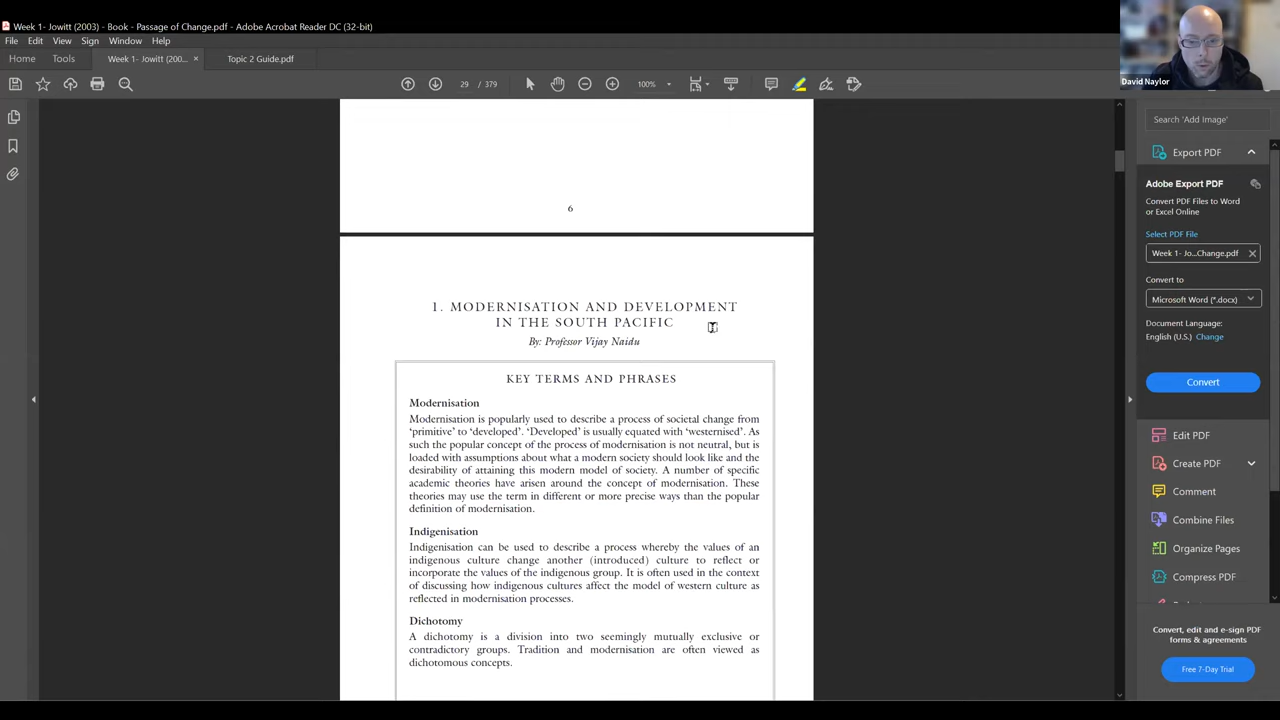 Week 1- Jowitt (2003) - Book - Passage of Change.pdf - Adobe Acrobat Reader DC (32-bit)
File Edit View Sign Window Help
Home Tools Week 1- Jowitt (200... × Topic 2 Guide.pdf
29 / 379 100%
David Naylor
Search 'Add Image'
Export PDF
Adobe Export PDF
Convert PDF Files to Word
or Excel Online
Select PDF File
Week 1- Jo...Change.pdf
Convert to
Microsoft Word (*.docx)
Document Language:
English (U.S.) Change
Convert
Edit PDF
Create PDF
Comment
Combine Files
Organize Pages
Compress PDF
Convert, edit and e-sign PDF
forms & agreements
Free 7-Day Trial
6
1. MODERNISATION AND DEVELOPMENT
IN THE SOUTH PACIFIC
By: Professor Vijay Naidu
KEY TERMS AND PHRASES
Modernisation
Modernisation is popularly used to describe a process of societal change from
'primitive' to 'developed'. 'Developed' is usually equated with 'westernised'. As
such the popular concept of the process of modernisation is not neutral, but is
loaded with assumptions about what a modern society should look like and the
desirability of attaining this modern model of society. A number of specific
academic theories have arisen around the concept of modernisation. These
theories may use the term in different or more precise ways than the popular
definition of modernisation.
Indigenisation
Indigenisation can be used to describe a process whereby the values of an
indigenous culture change another (introduced) culture to reflect or
incorporate the values of the indigenous group. It is often used in the context
of discussing how indigenous cultures affect the model of western culture as
reflected in modernisation processes.
Dichotomy
A dichotomy is a division into two seemingly mutually exclusive or
contradictory groups. Tradition and modernisation are often viewed as
dichotomous concepts.